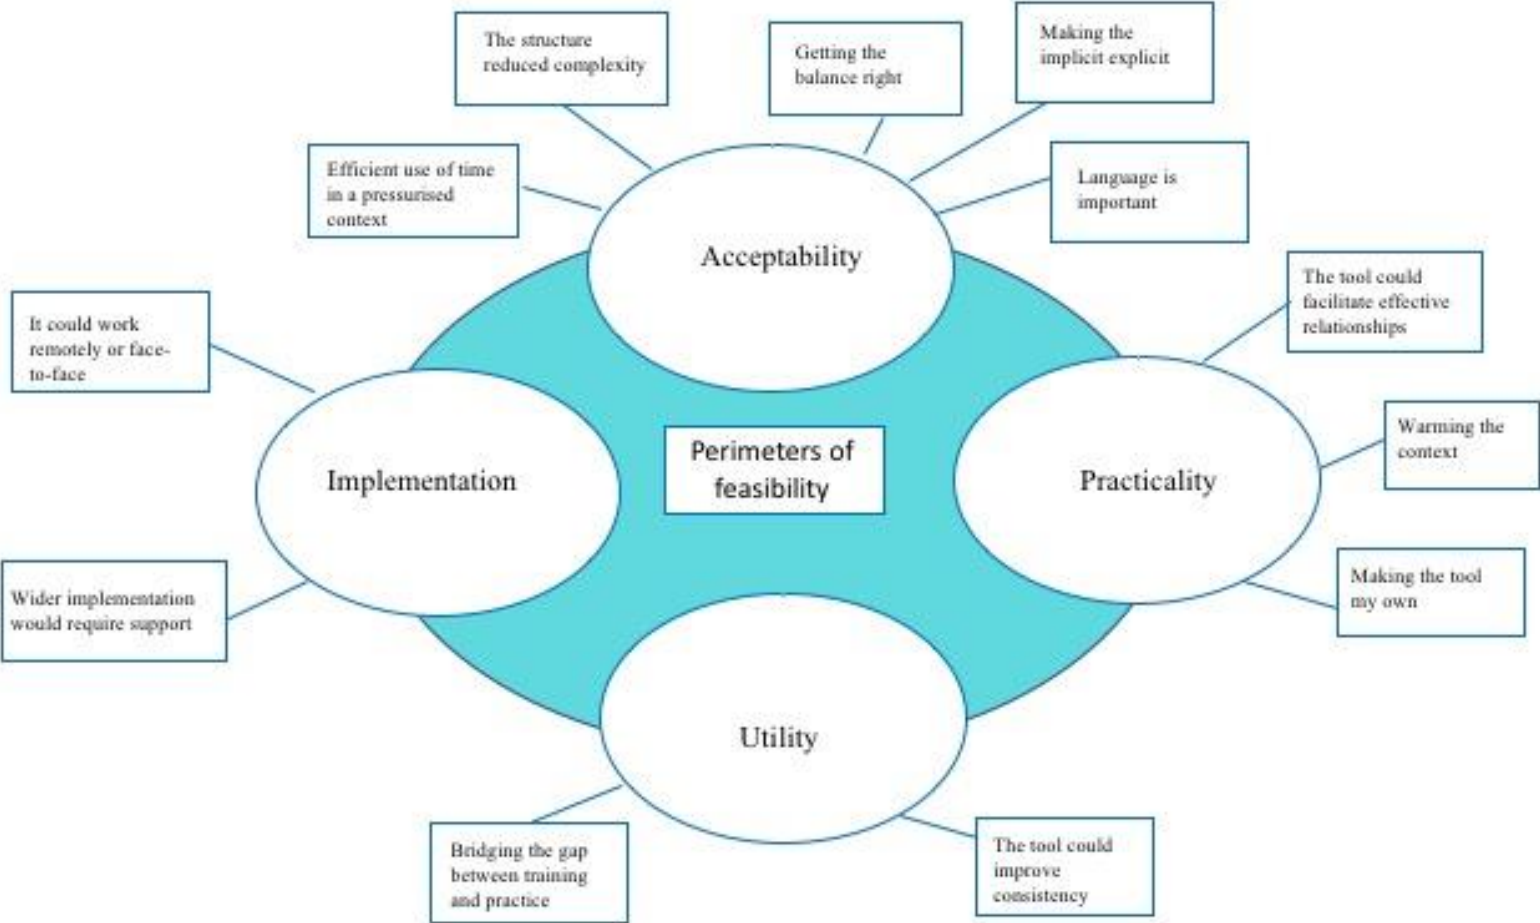 The structure
reduced complexity
Getting the
balance right
Making the
implicit explicit
Efficient use of time
in a pressurised
context
Language is
important
Acceptability
The tool could
facilitate effective
relationships
It could work
remotely or face-
to-face
Warming the
context
Perimeters of
feasibility
Implementation
Practicality
Making the tool
my own
Wider implementation
would require support
Utility
Bridging the gap
between training
and practice
The tool could
improve
consistency